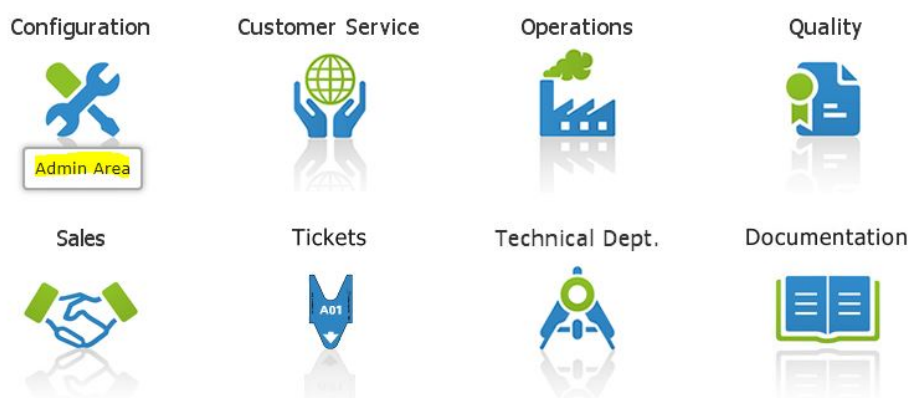 Configuration
Customer Service
Operations
Quality
Admin Area
Sales
Tickets
Technical Dept.
Documentation
A01